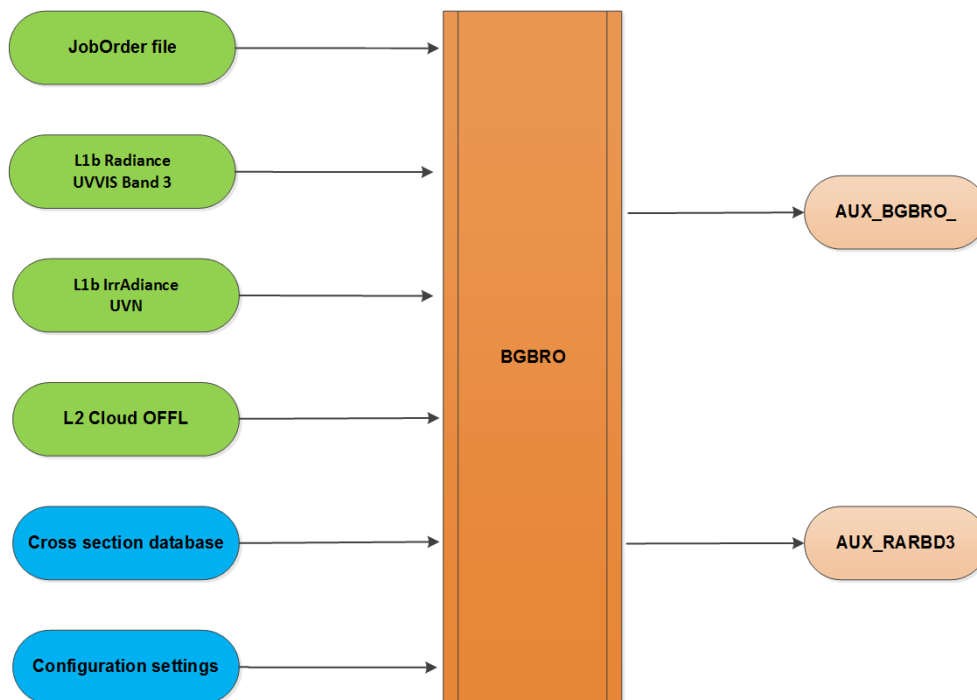 JobOrder file
L1b Radiance
UVVIS Band 3
L1b IrrAdiance
UVN
L2 Cloud OFFL
Cross section database
Configuration settings
BGBRO
AUX_BGBRO_
AUX_RARBD3